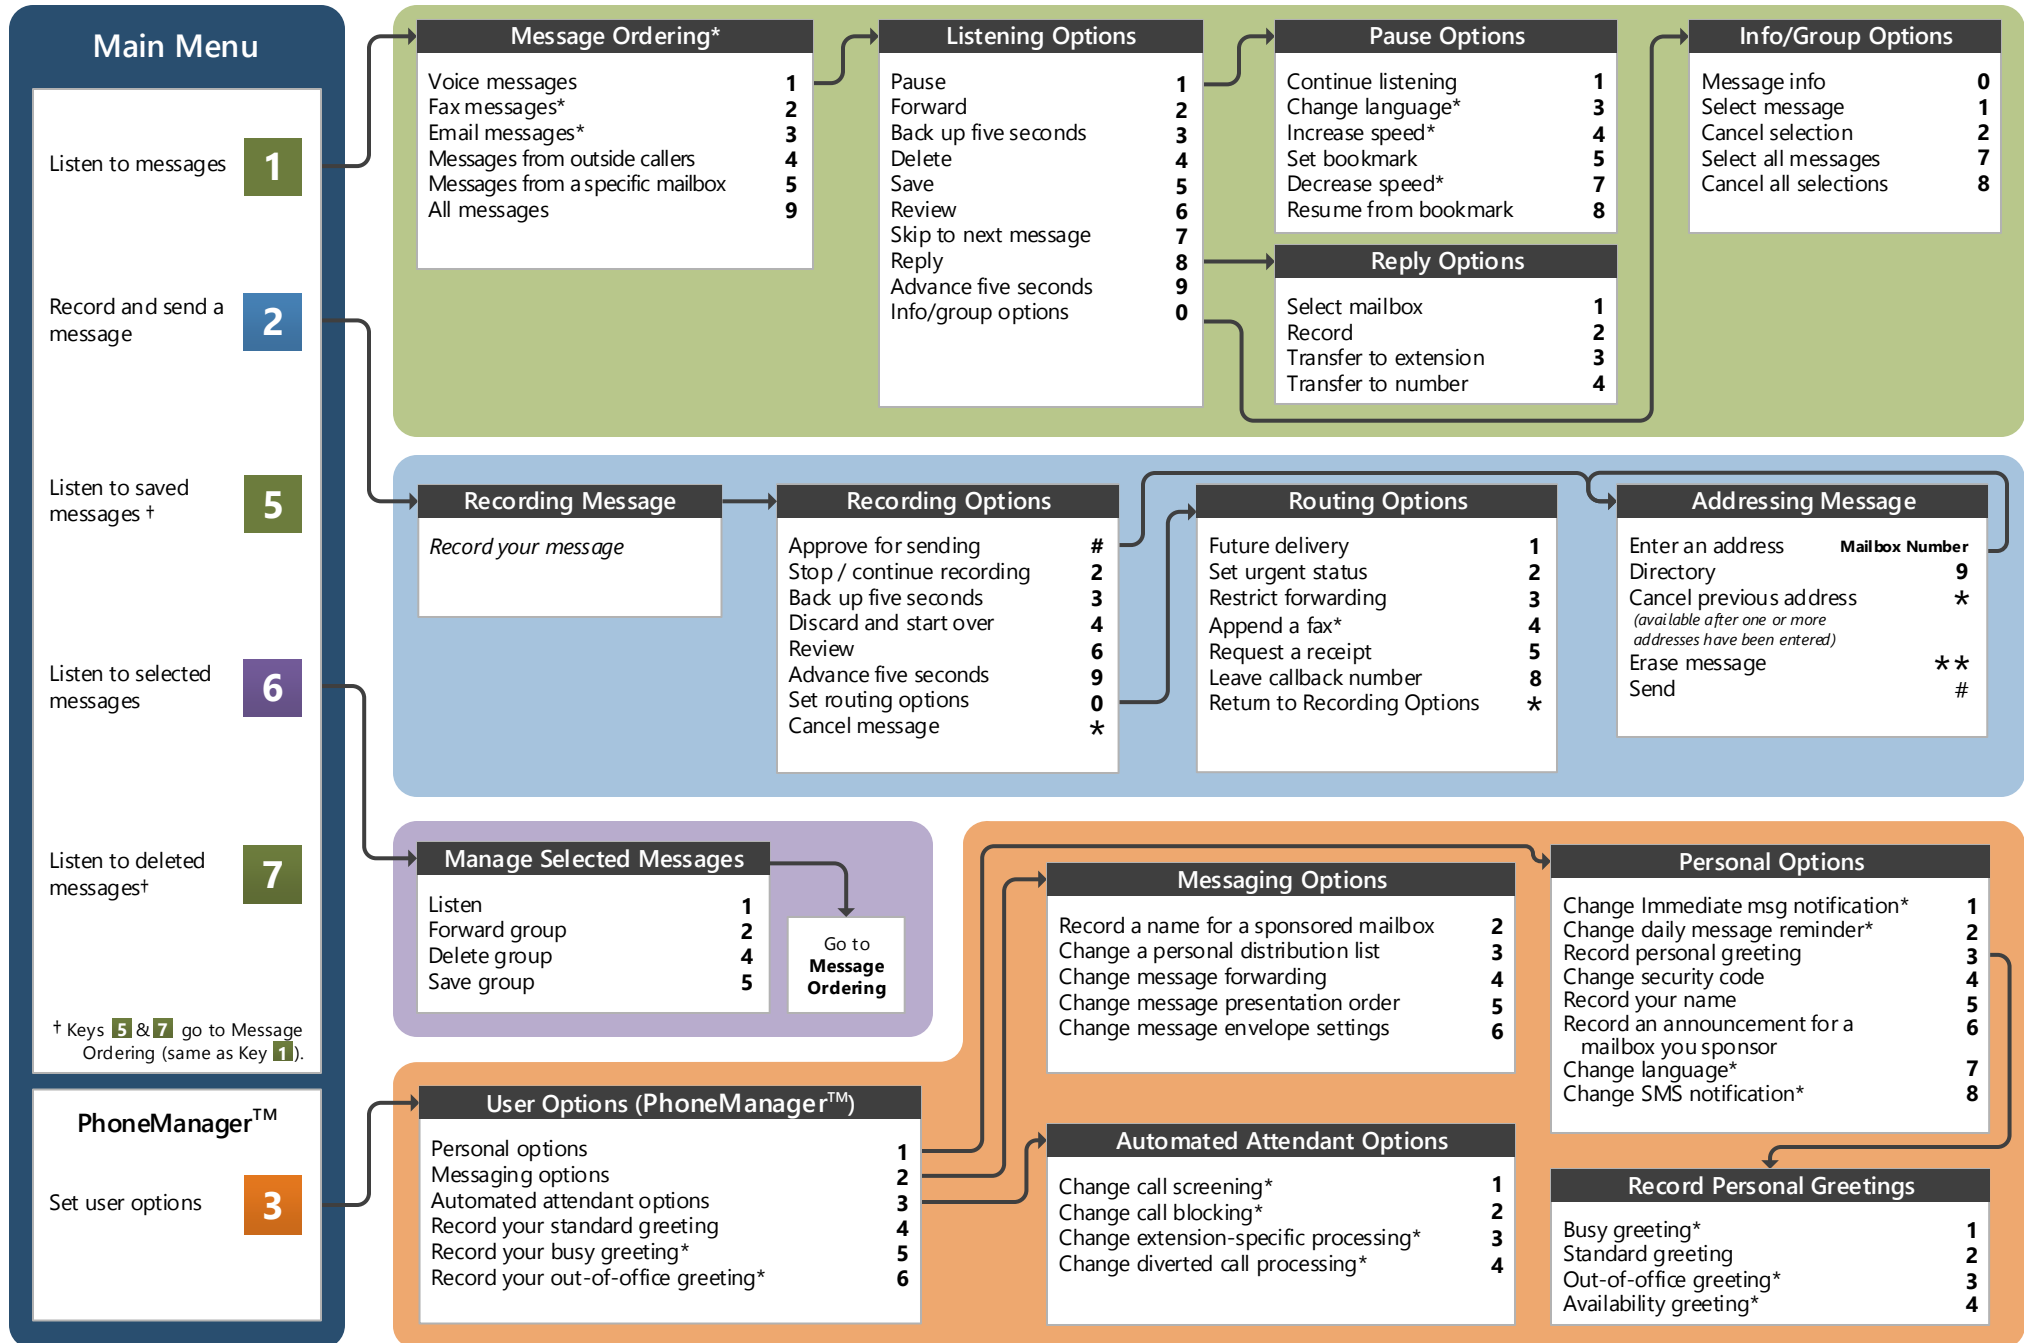 Main Menu
Listen to messages 1
Record and send a
message 2
Listen to saved
messages † 5
Listen to selected
messages 6
Listen to deleted
messages† 7
† Keys 5 & 7 go to Message
Ordering (same as Key 1).
PhoneManager™
Set user options 3
Message Ordering*
Voice messages 1
Fax messages* 2
Email messages* 3
Messages from outside callers 4
Messages from a specific mailbox 5
All messages 9
Listening Options
Pause 1
Forward 2
Back up five seconds 3
Delete 4
Save 5
Review 6
Skip to next message 7
Reply 8
Advance five seconds 9
Info/group options 0
Pause Options
Continue listening 1
Change language* 3
Increase speed* 4
Set bookmark 5
Decrease speed* 7
Resume from bookmark 8
Reply Options
Select mailbox 1
Record 2
Transfer to extension 3
Transfer to number 4
Info/Group Options
Message info 0
Select message 1
Cancel selection 2
Select all messages 7
Cancel all selections 8
Recording Message
Record your message
Recording Options
Approve for sending #
Stop / continue recording 2
Back up five seconds 3
Discard and start over 4
Review 6
Advance five seconds 9
Set routing options 0
Cancel message *
Routing Options
Future delivery 1
Set urgent status 2
Restrict forwarding 3
Append a fax* 4
Request a receipt 5
Leave callback number 8
Return to Recording Options *
Addressing Message
Enter an address Mailbox Number
Directory 9
Cancel previous address *
(available after one or more
addresses have been entered)
Erase message **
Send #
Manage Selected Messages
Listen 1
Forward group 2
Delete group 4
Save group 5
Go to
Message
Ordering
User Options (PhoneManager™)
Personal options 1
Messaging options 2
Automated attendant options 3
Record your standard greeting 4
Record your busy greeting* 5
Record your out-of-office greeting* 6
Messaging Options
Record a name for a sponsored mailbox 2
Change a personal distribution list 3
Change message forwarding 4
Change message presentation order 5
Change message envelope settings 6
Automated Attendant Options
Change call screening* 1
Change call blocking* 2
Change extension-specific processing* 3
Change diverted call processing* 4
Personal Options
Change Immediate msg notification* 1
Change daily message reminder* 2
Record personal greeting 3
Change security code 4
Record your name 5
Record an announcement for a 6
mailbox you sponsor
Change language* 7
Change SMS notification* 8
Record Personal Greetings
Busy greeting* 1
Standard greeting 2
Out-of-office greeting* 3
Availability greeting* 4